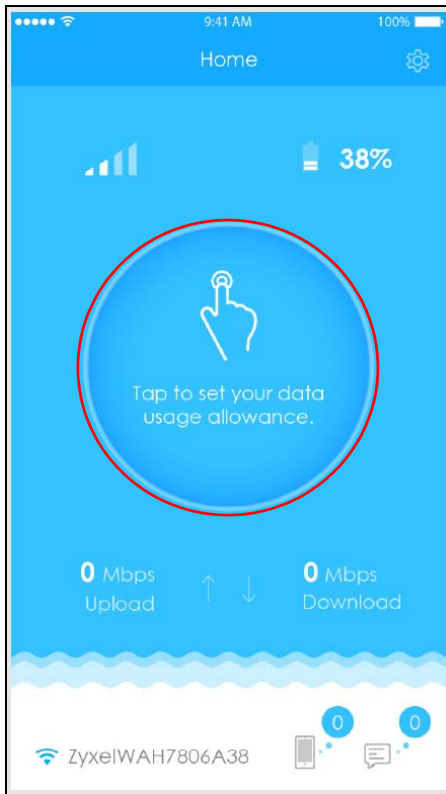 9:41 AM
100%
Home
38%
Tap to set your data
usage allowance.
0 Mbps
Upload
0 Mbps
Download
0
0
ZyxelWAH7806A38